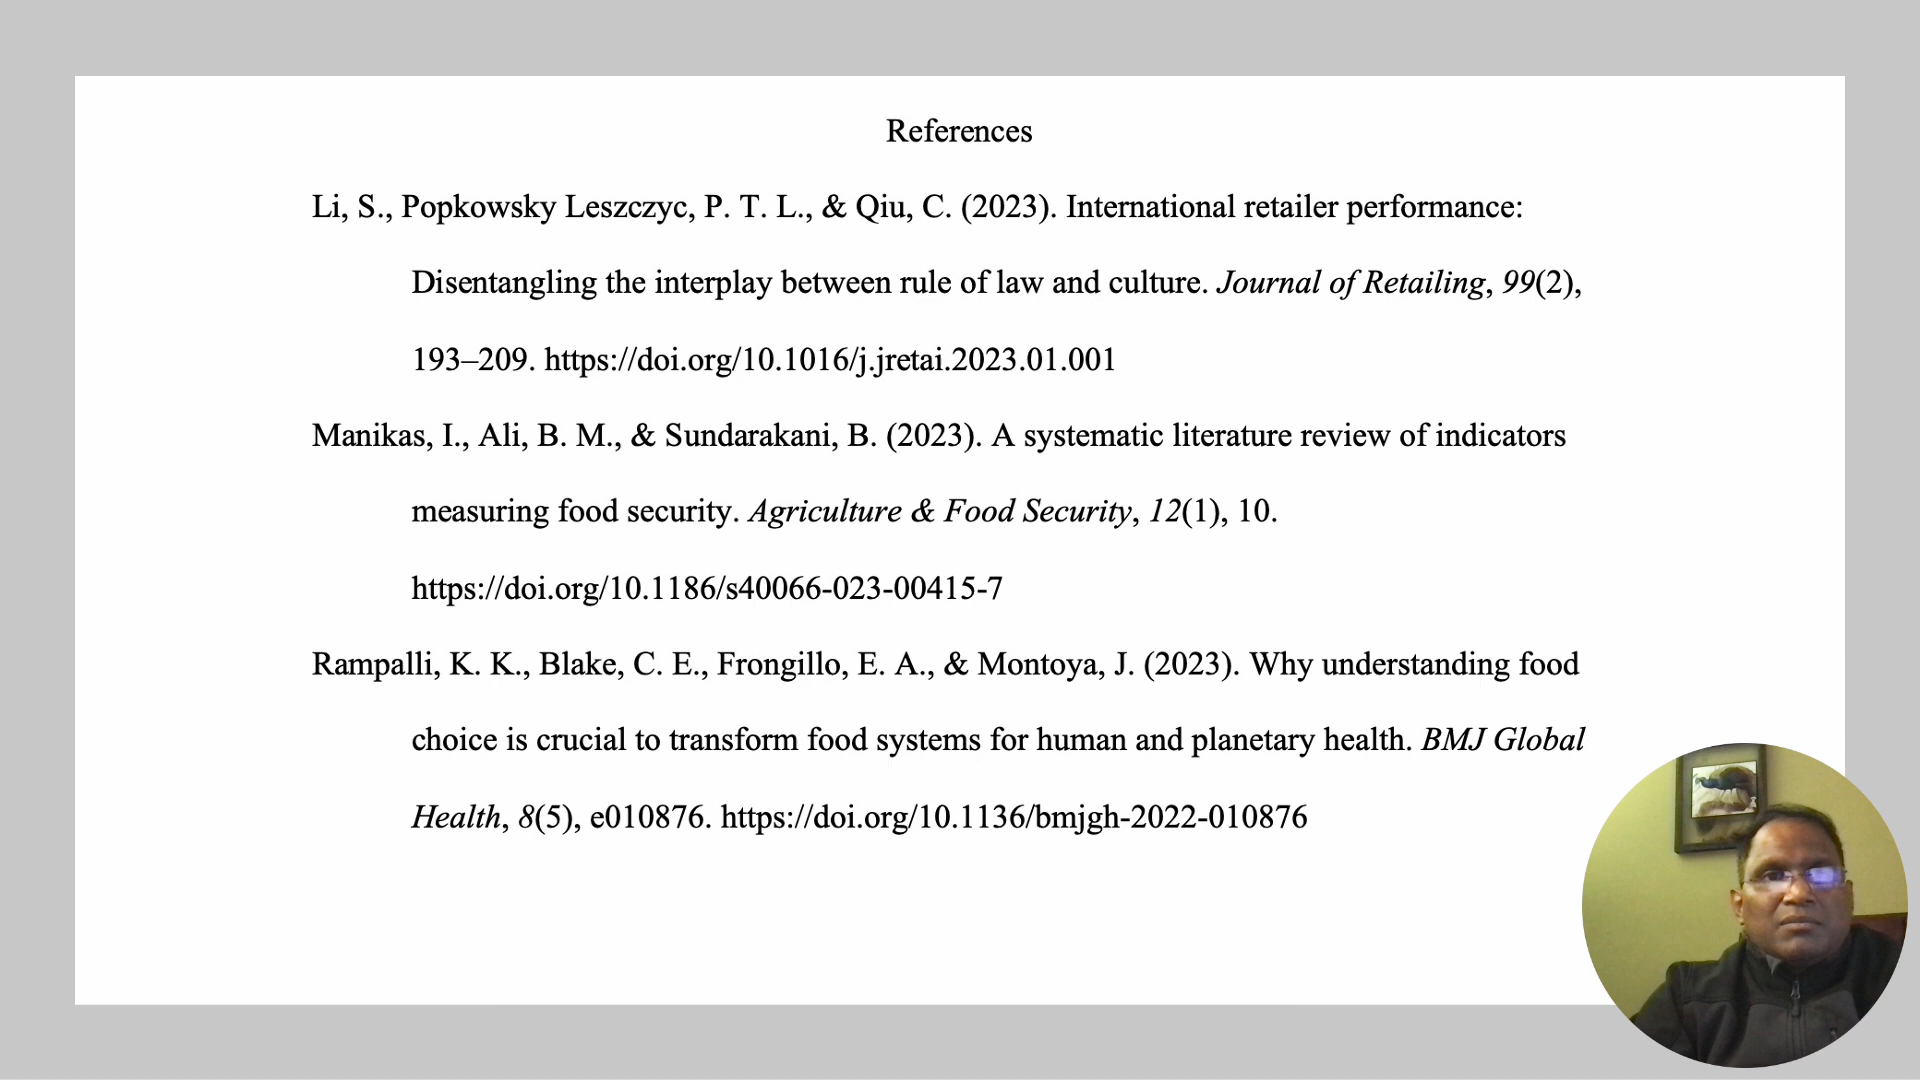 References
Li, S., Popkowsky Leszczyc, P. T. L., & Qiu, C. (2023). International retailer performance:
Disentangling the interplay between rule of law and culture. Journal of Retailing, 99(2),
193–209. https://doi.org/10.1016/j.jretai.2023.01.001
Manikas, I., Ali, B. M., & Sundarakani, B. (2023). A systematic literature review of indicators
measuring food security. Agriculture & Food Security, 12(1), 10.
https://doi.org/10.1186/s40066-023-00415-7
Rampalli, K. K., Blake, C. E., Frongillo, E. A., & Montoya, J. (2023). Why understanding food
choice is crucial to transform food systems for human and planetary health. BMJ Global
Health, 8(5), e010876. https://doi.org/10.1136/bmjgh-2022-010876